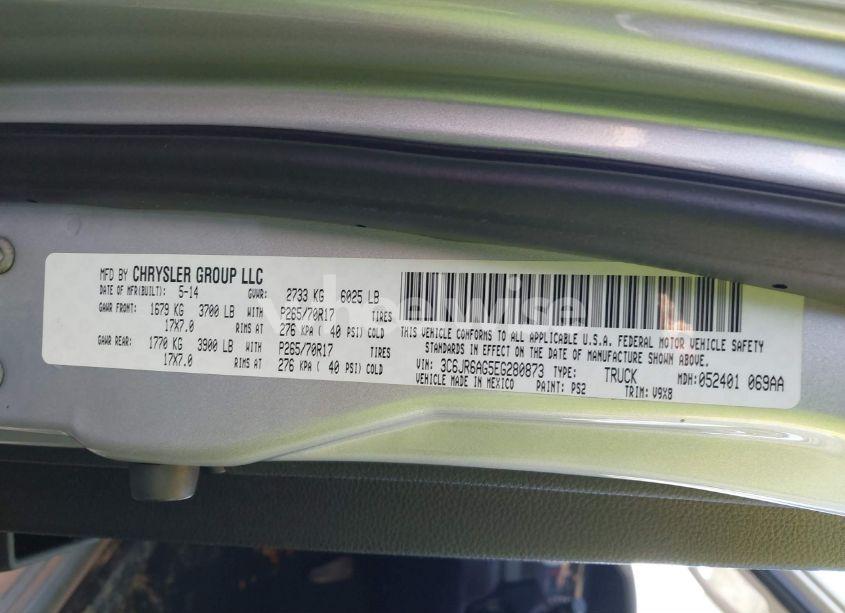 MFD BY CHRYSLER GROUP LLC
DATE OF MFR(BUILT): 5-14 GVWR: 2733 KG 6025 LB
GAWR FRONT: 1679 KG 3700 LB WITH P265/70R17 TIRES
17X7.0 RIMS AT 276 KPA ( 40 PSI) COLD
GAWR REAR: 1770 KG 3900 LB WITH P265/70R17 TIRES
17X7.0 RIMS AT 276 KPA ( 40 PSI) COLD
THIS VEHICLE CONFORMS TO ALL APPLICABLE U.S.A. FEDERAL MOTOR VEHICLE SAFETY
STANDARDS IN EFFECT ON THE DATE OF MANUFACTURE SHOWN ABOVE.
VIN: 3C6JR6AG5EG280873 TYPE: TRUCK MDH:052401 069AA
VEHICLE MADE IN MEXICO PAINT: PS2 TRIM: V9X8
wheelwise